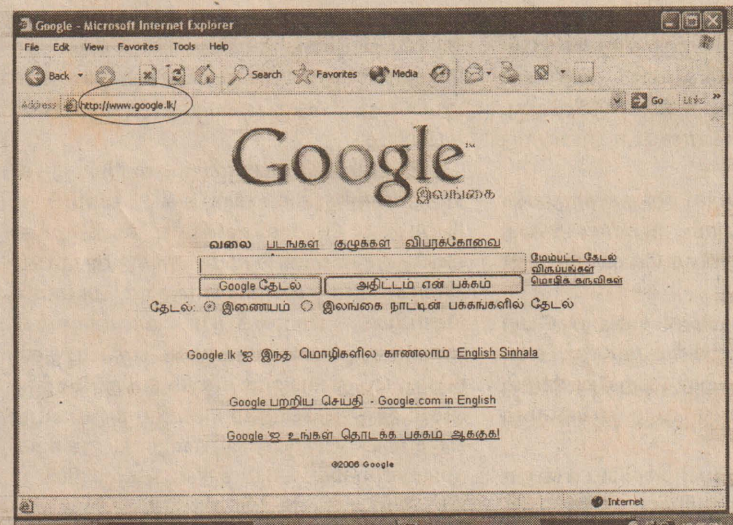 Google - Microsoft Internet Explorer
File Edit View Favorites Tools Help
Back Search Favorites Media
Address http://www.google.lk/ Go Links »
Google™
இலங்கை
வலை படங்கள் குழுக்கள் விபரக்கோவை
மேம்பட்ட தேடல்
விருப்பங்கள்
மொழிக் கருவிகள்
Google தேடல் அதிட்டம் என் பக்கம்
தேடல்: இணையம் இலங்கை நாட்டின் பக்கங்களில் தேடல்
Google.lk 'ஐ இந்த மொழிகளில் காணலாம் English Sinhala
Google பற்றிய செய்தி - Google.com in English
Google 'ஐ உங்கள் தொடக்க பக்கம் ஆக்குக!
©2006 Google
Internet